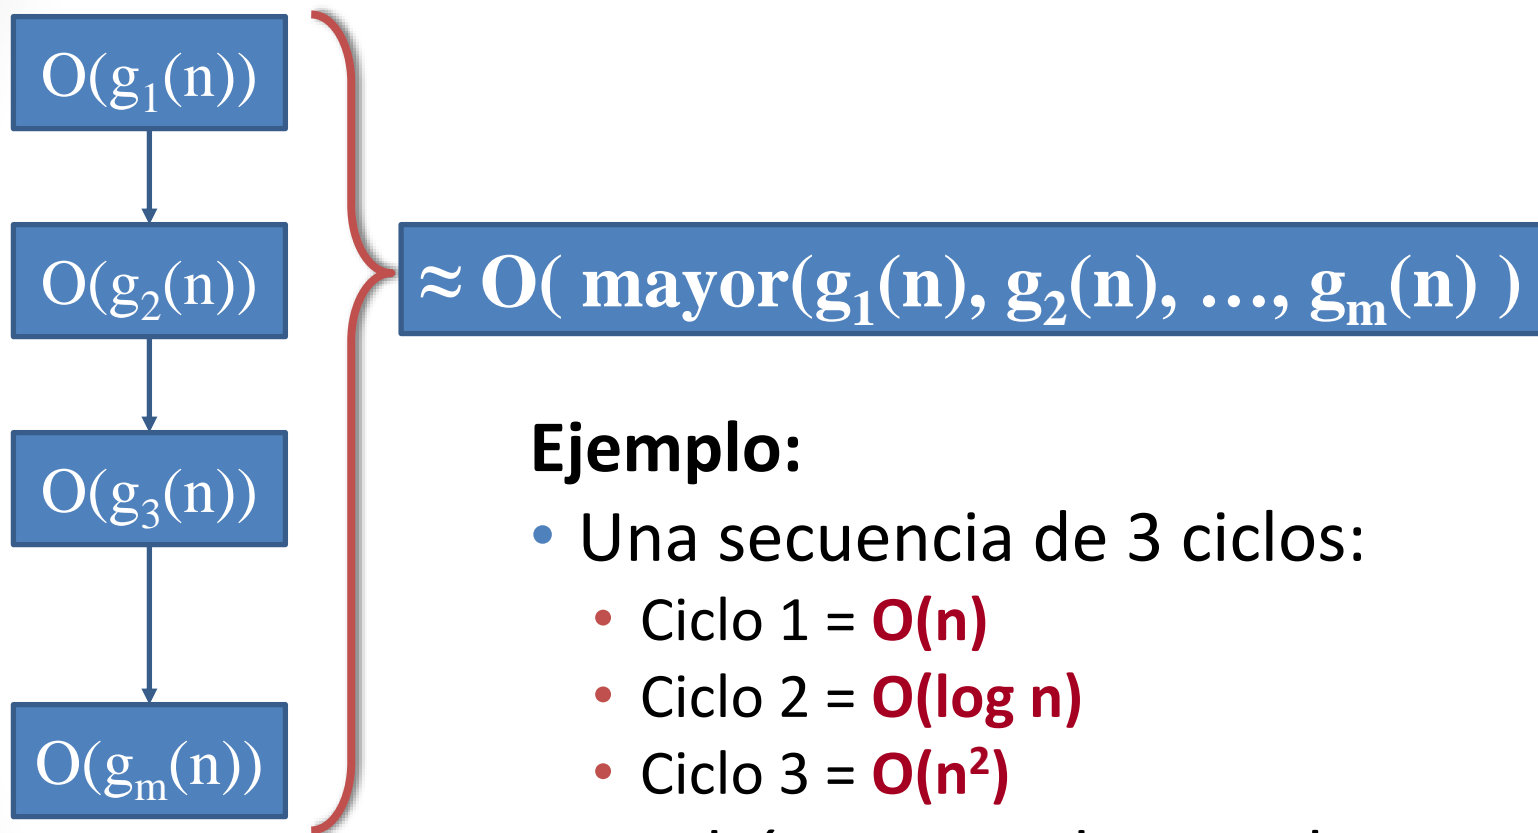 O(g₁(n))
O(g₂(n))
O(g₃(n))
O(gₘ(n))
≈ O( mayor(g₁(n), g₂(n), …, gₘ(n) )
Ejemplo:
• Una secuencia de 3 ciclos:
• Ciclo 1 = O(n)
• Ciclo 2 = O(log n)
• Ciclo 3 = O(n²)